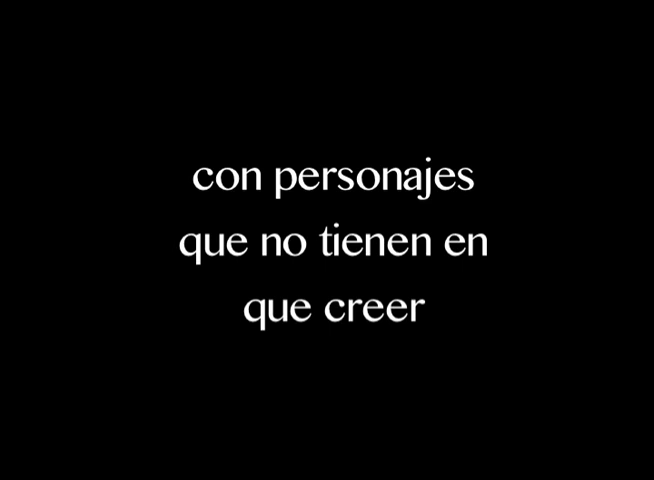 con personajes
que no tienen en
que creer